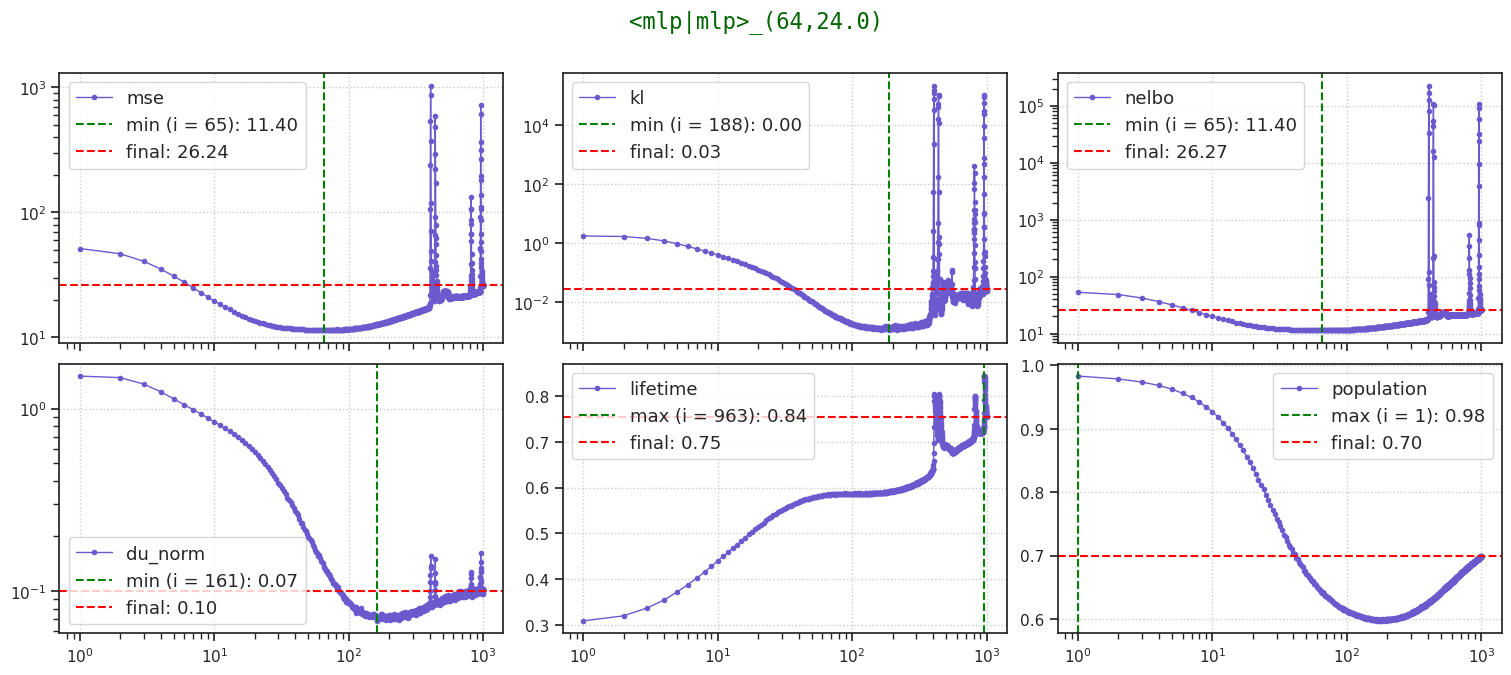 <mlp|mlp>_(64,24.0)
10³
10²
10¹
mse
min (i = 65): 11.40
final: 26.24
10⁴
10²
10⁰
10⁻²
kl
min (i = 188): 0.00
final: 0.03
10⁵
10⁴
10³
10²
10¹
nelbo
min (i = 65): 11.40
final: 26.27
10⁰
10⁻¹
du_norm
min (i = 161): 0.07
final: 0.10
10⁰ 10¹ 10² 10³
0.8
0.7
0.6
0.5
0.4
0.3
lifetime
max (i = 963): 0.84
final: 0.75
10⁰ 10¹ 10² 10³
1.0
0.9
0.8
0.7
0.6
population
max (i = 1): 0.98
final: 0.70
10⁰ 10¹ 10² 10³